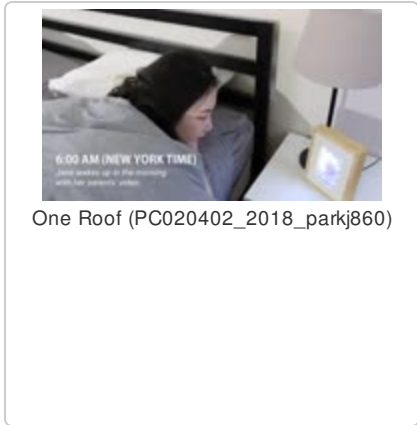 6:00 AM (NEW YORK TIME)
Jane wakes up in the morning
with her parents' video.
One Roof (PC020402_2018_parkj860)